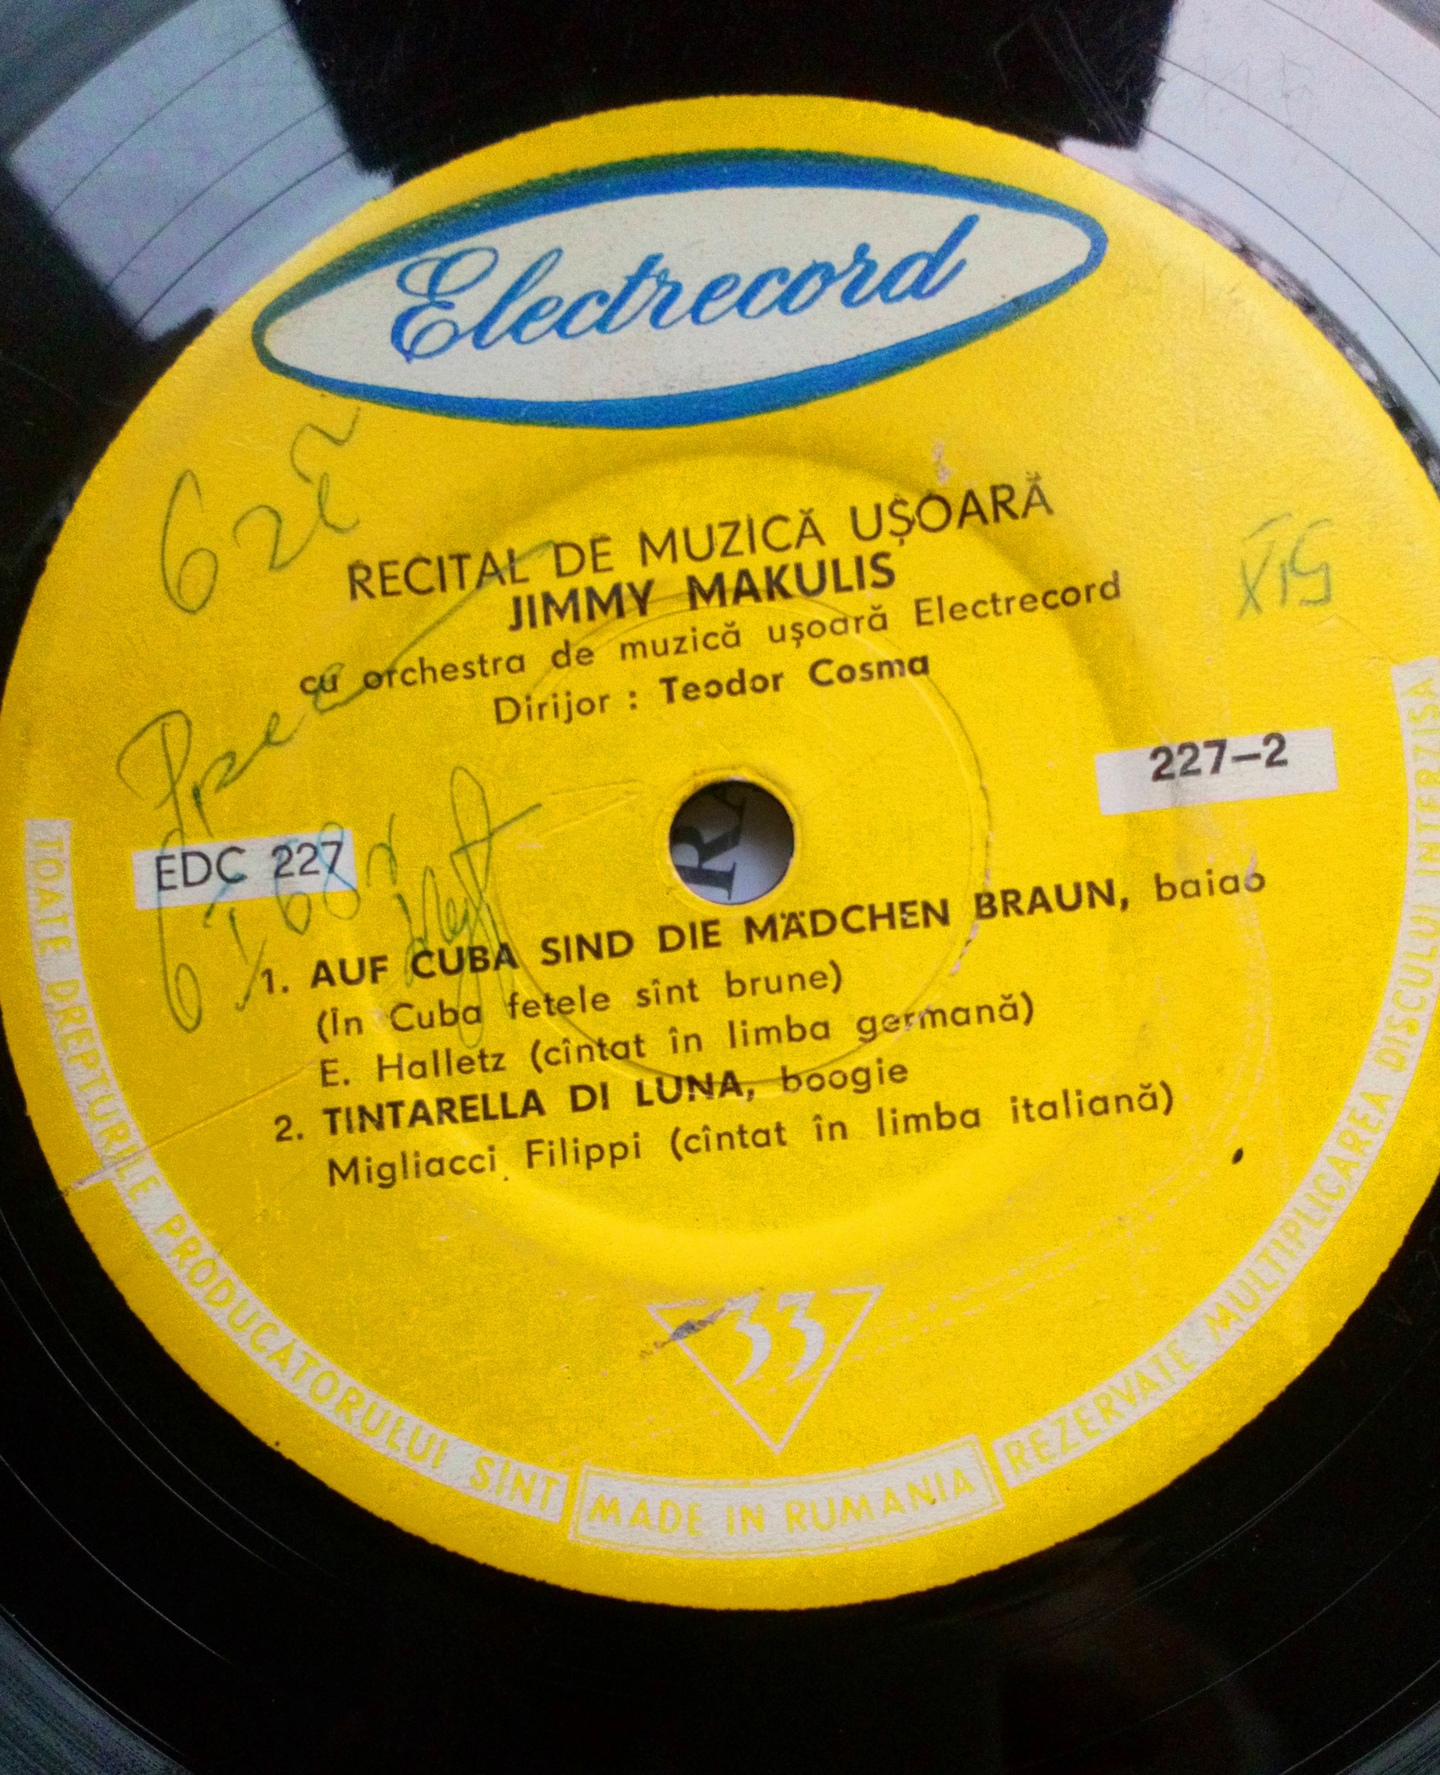 Electrecord
RECITAL DE MUZICĂ UȘOARĂ
JIMMY MAKULIS
cu orchestra de muzică ușoară Electrecord
Dirijor : Teodor Cosma
227–2
EDC 227
1. AUF CUBA SIND DIE MÄDCHEN BRAUN, baiao
(În Cuba fetele sînt brune)
E. Halletz (cîntat în limba germană)
2. TINTARELLA DI LUNA, boogie
Migliacci Filippi (cîntat în limba italiană)
33
TOATE DREPTURILE PRODUCATORULUI SÎNT REZERVATE MULTIPLICAREA DISCULUI INTERZISĂ
MADE IN RUMANIA